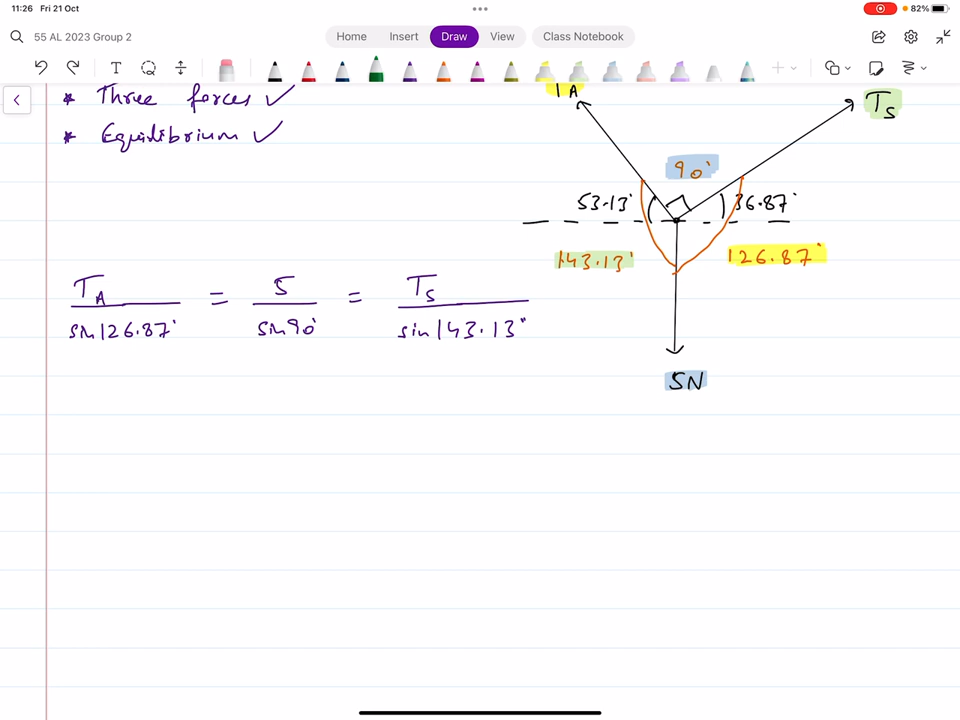 11:26 Fri 21 Oct 82%
55 AL 2023 Group 2 Home Insert Draw View Class Notebook
* Three forces ✓
* Equidibrium ✓
TA
TS
90°
53.13° 36.87°
143.13° 126.87°
TA / sin126.87° = 5 / sin90° = TS / sin143.13°
5N